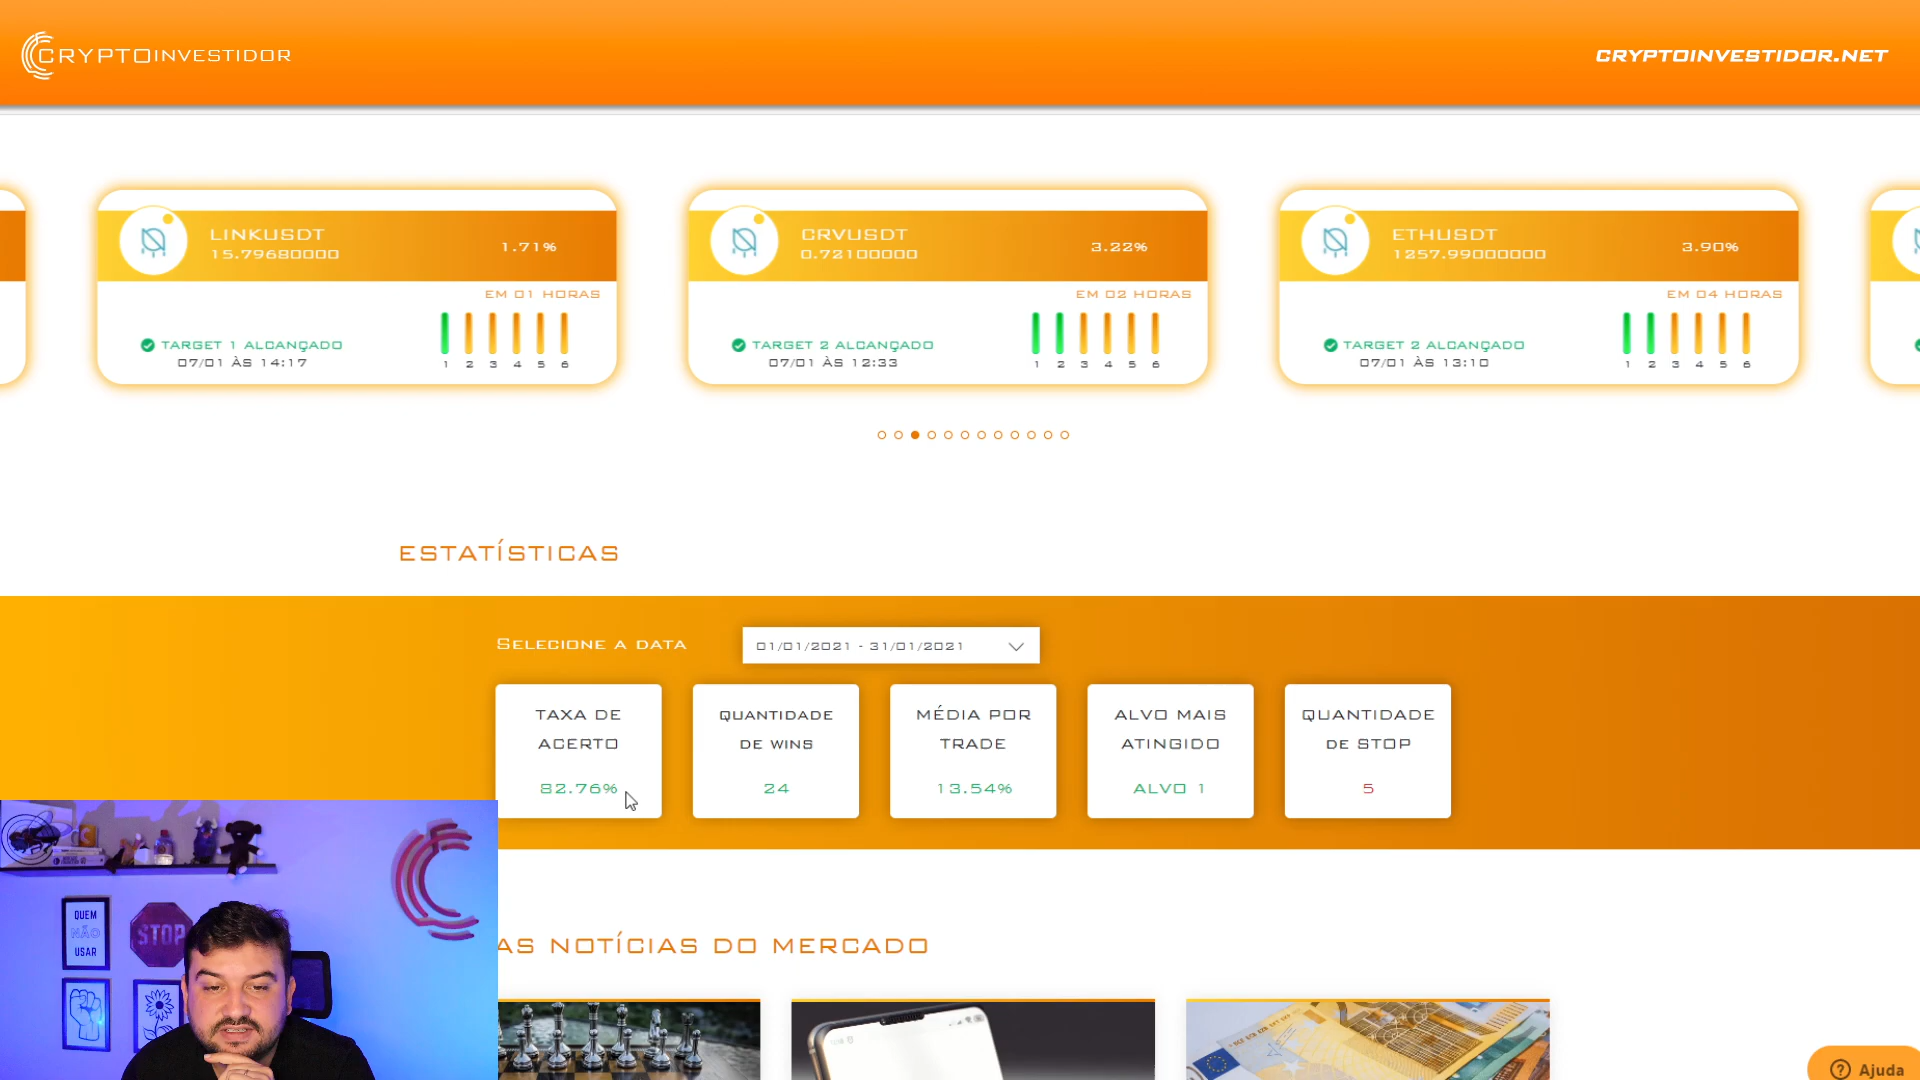 CRYPTOINVESTIDOR
CRYPTOINVESTIDOR.NET
LINKUSDT
15.79680000
1.71%
EM 01 HORAS
TARGET 1 ALCANÇADO
07/01 ÀS 14:17
1 2 3 4 5 6
CRVUSDT
0.72100000
3.22%
EM 02 HORAS
TARGET 2 ALCANÇADO
07/01 ÀS 12:33
1 2 3 4 5 6
ETHUSDT
1257.99000000
3.90%
EM 04 HORAS
TARGET 2 ALCANÇADO
07/01 ÀS 13:10
1 2 3 4 5 6
ESTATÍSTICAS
SELECIONE A DATA
01/01/2021 - 31/01/2021
TAXA DE
ACERTO
82.76%
QUANTIDADE
DE WINS
24
MÉDIA POR
TRADE
13.54%
ALVO MAIS
ATINGIDO
ALVO 1
QUANTIDADE
DE STOP
5
AS NOTÍCIAS DO MERCADO
QUEM
NÃO
USAR
STOP
Ajuda